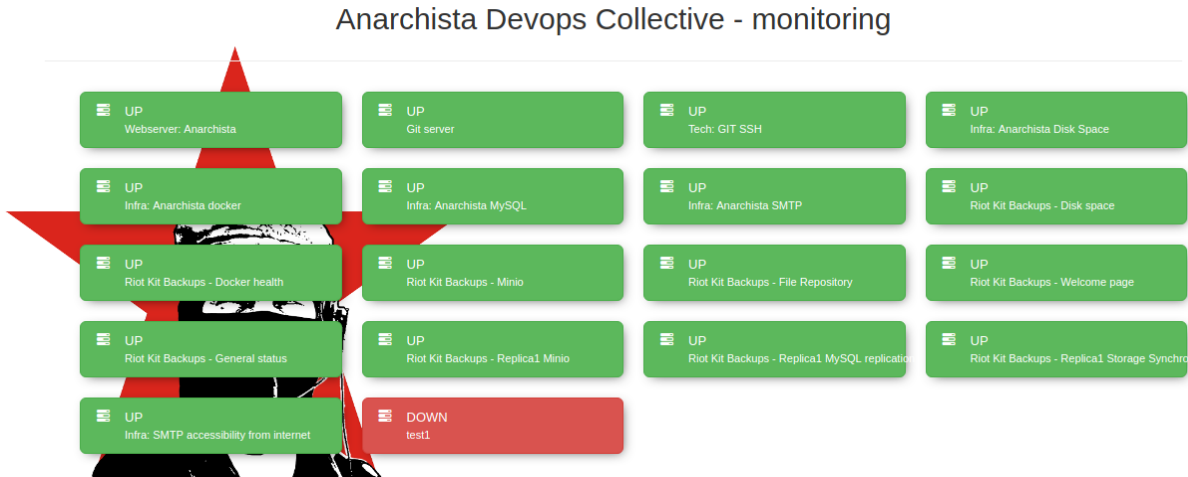 Anarchista Devops Collective - monitoring
UP
Webserver: Anarchista
UP
Git server
UP
Tech: GIT SSH
UP
Infra: Anarchista Disk Space
UP
Infra: Anarchista docker
UP
Infra: Anarchista MySQL
UP
Infra: Anarchista SMTP
UP
Riot Kit Backups - Disk space
UP
Riot Kit Backups - Docker health
UP
Riot Kit Backups - Minio
UP
Riot Kit Backups - File Repository
UP
Riot Kit Backups - Welcome page
UP
Riot Kit Backups - General status
UP
Riot Kit Backups - Replica1 Minio
UP
Riot Kit Backups - Replica1 MySQL replicatio
UP
Riot Kit Backups - Replica1 Storage Synchro
UP
Infra: SMTP accessibility from internet
DOWN
test1